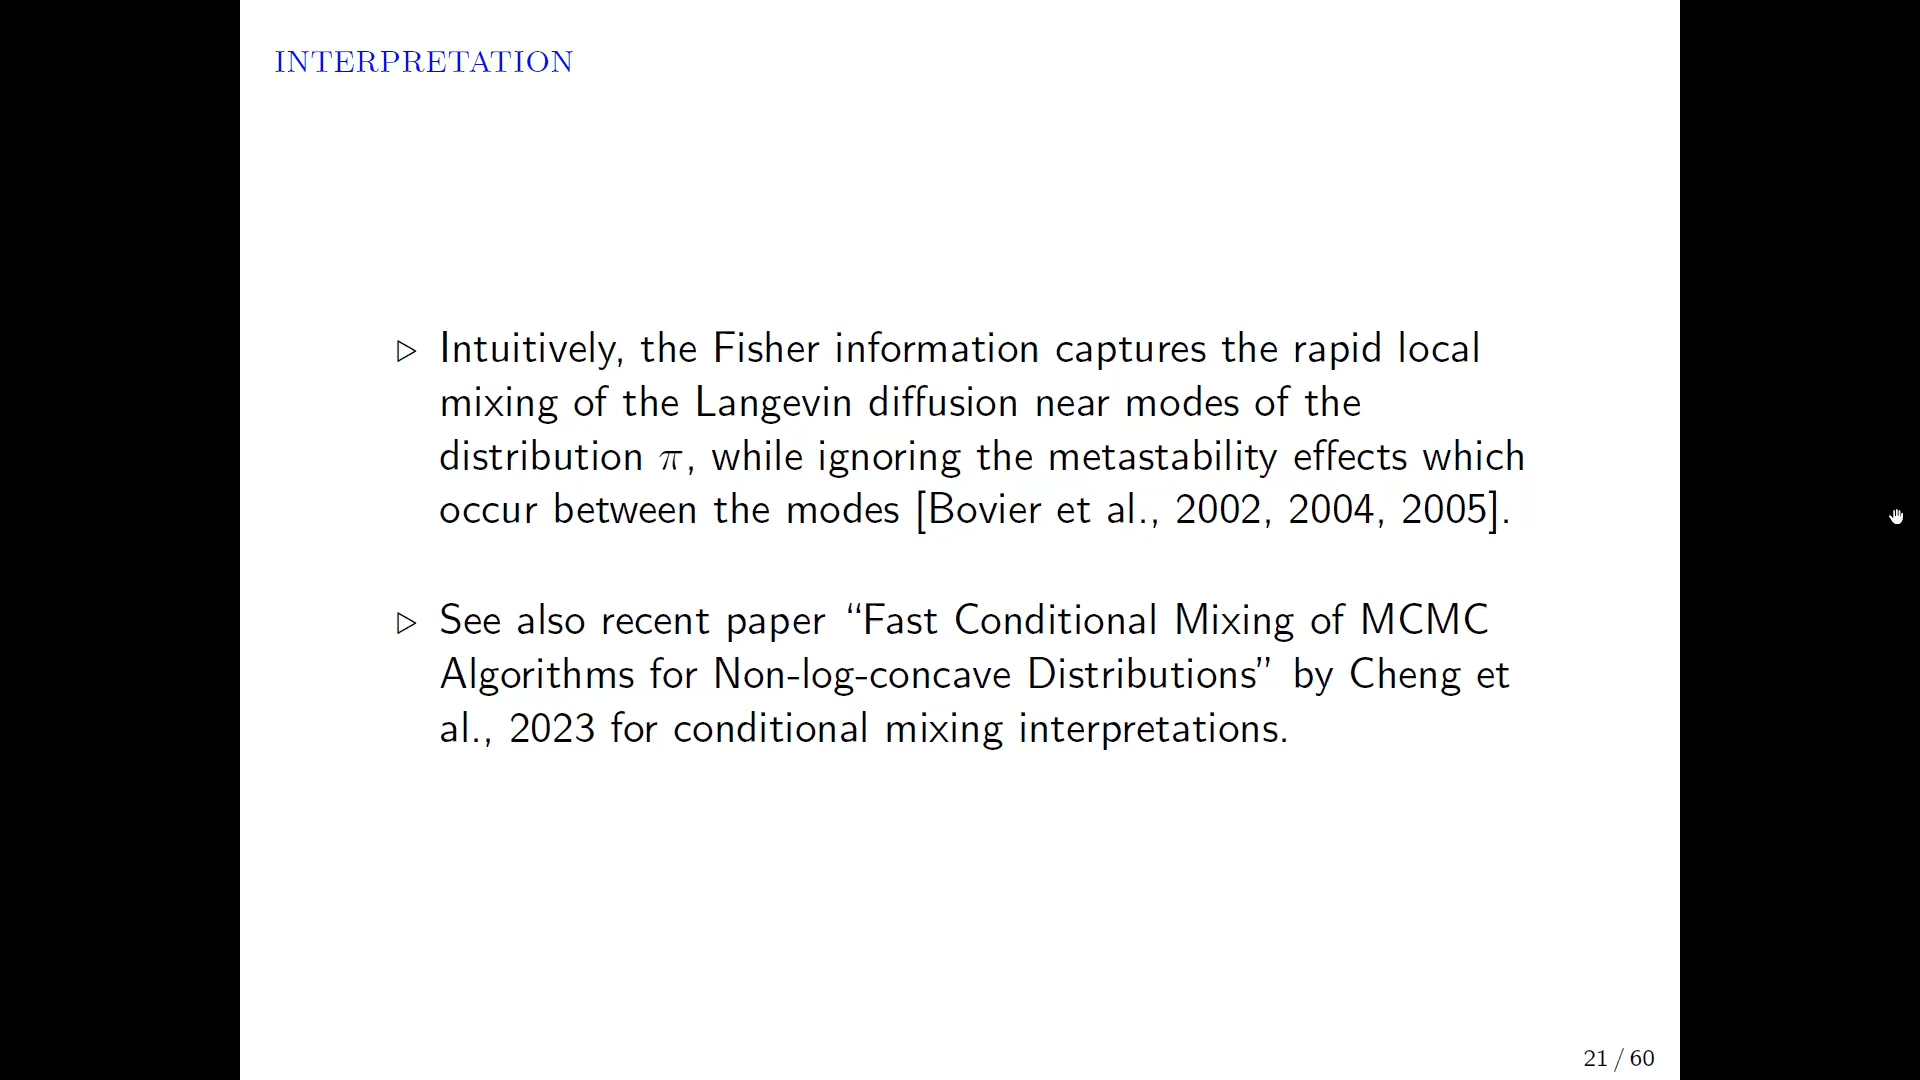 INTERPRETATION
▷ Intuitively, the Fisher information captures the rapid local
mixing of the Langevin diffusion near modes of the
distribution π, while ignoring the metastability effects which
occur between the modes [Bovier et al., 2002, 2004, 2005].
▷ See also recent paper “Fast Conditional Mixing of MCMC
Algorithms for Non-log-concave Distributions” by Cheng et
al., 2023 for conditional mixing interpretations.
21 / 60